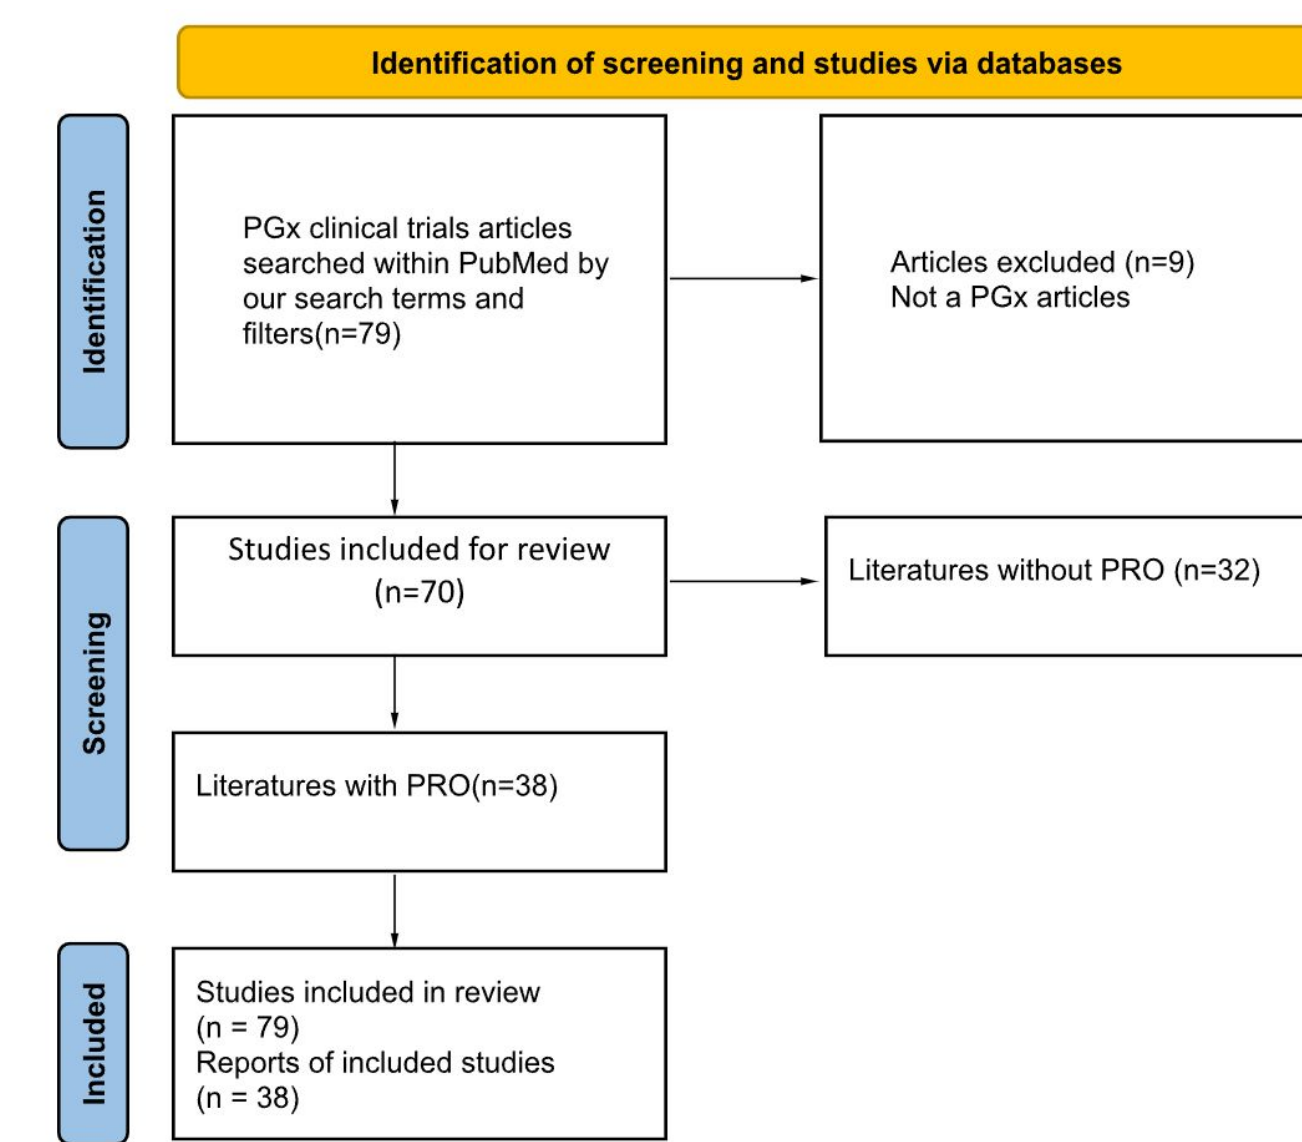 Identification of screening and studies via databases
Identification
PGx clinical trials articles
searched within PubMed by
our search terms and
filters(n=79)
Articles excluded (n=9)
Not a PGx articles
Screening
Studies included for review
(n=70)
Literatures without PRO (n=32)
Literatures with PRO(n=38)
Included
Studies included in review
(n = 79)
Reports of included studies
(n = 38)